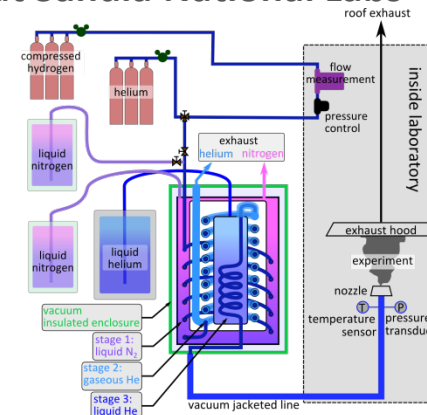 roof exhaust
compressed
hydrogen
helium
flow
measurement
pressure
control
inside laboratory
exhaust
helium nitrogen
liquid
nitrogen
liquid
nitrogen
liquid
helium
exhaust hood
experiment
nozzle
T
P
temperature
sensor
pressure
transduc
vacuum
insulated enclosure
stage 1:
liquid N₂
stage 2:
gaseous He
stage 3:
liquid He
vacuum jacketed line